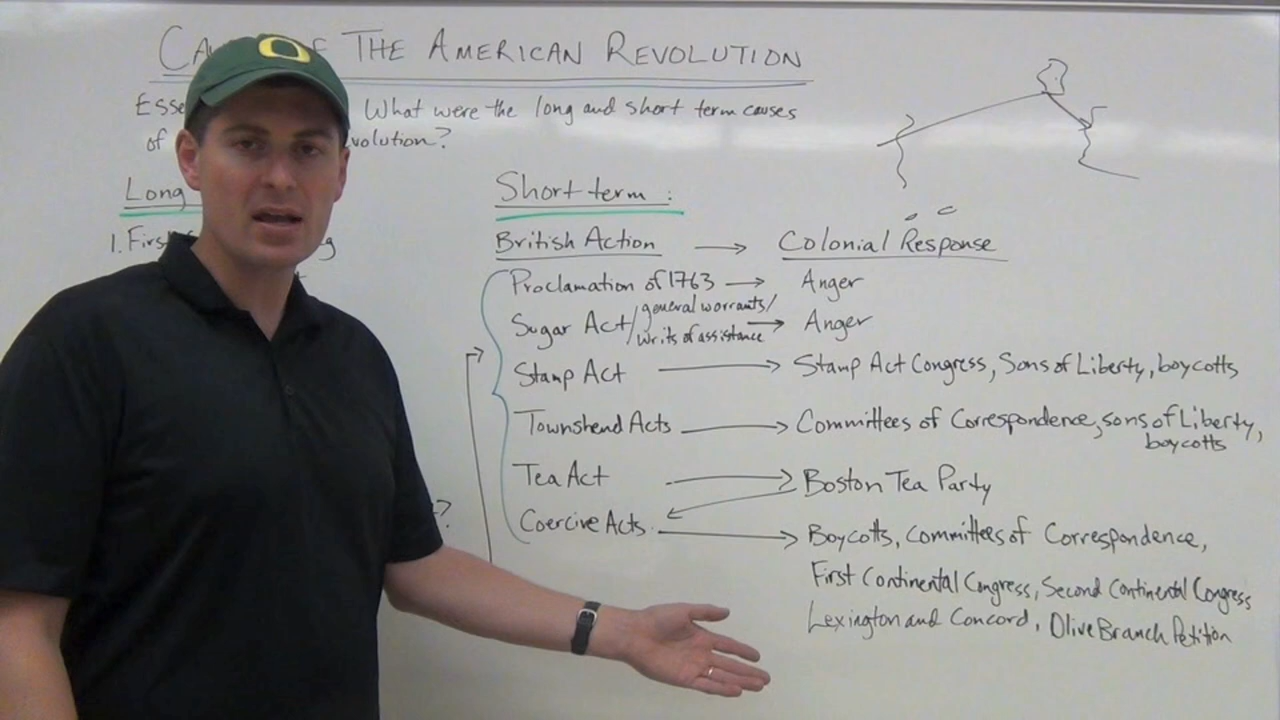 THE AMERICAN REVOLUTION
What were the long and short term causes
of volution?
Long
1. First
Short term :
British Action → Colonial Response
Proclamation of 1763 → Anger
Sugar Act/general warrants/writs of assistance → Anger
Stamp Act → Stamp Act Congress, Sons of Liberty, boycotts
Townshend Acts → Committees of Correspondence, sons of Liberty,
boycotts
Tea Act → Boston Tea Party
Coercive Acts → Boycotts, Committees of Correspondence,
First Continental Congress, Second Continental Congress
Lexington and Concord, Olive Branch Petition
O